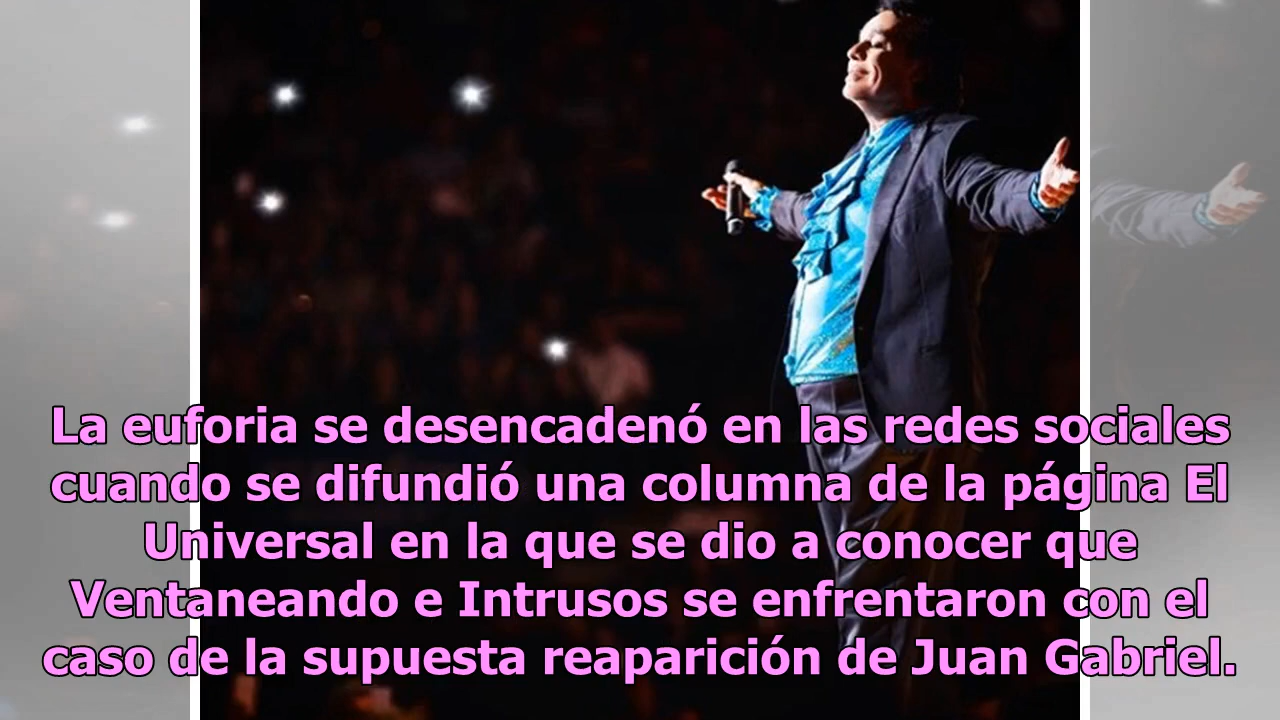 La euforia se desencadenó en las redes sociales
cuando se difundió una columna de la página El
Universal en la que se dio a conocer que
Ventaneando e Intrusos se enfrentaron con el
caso de la supuesta reaparición de Juan Gabriel.